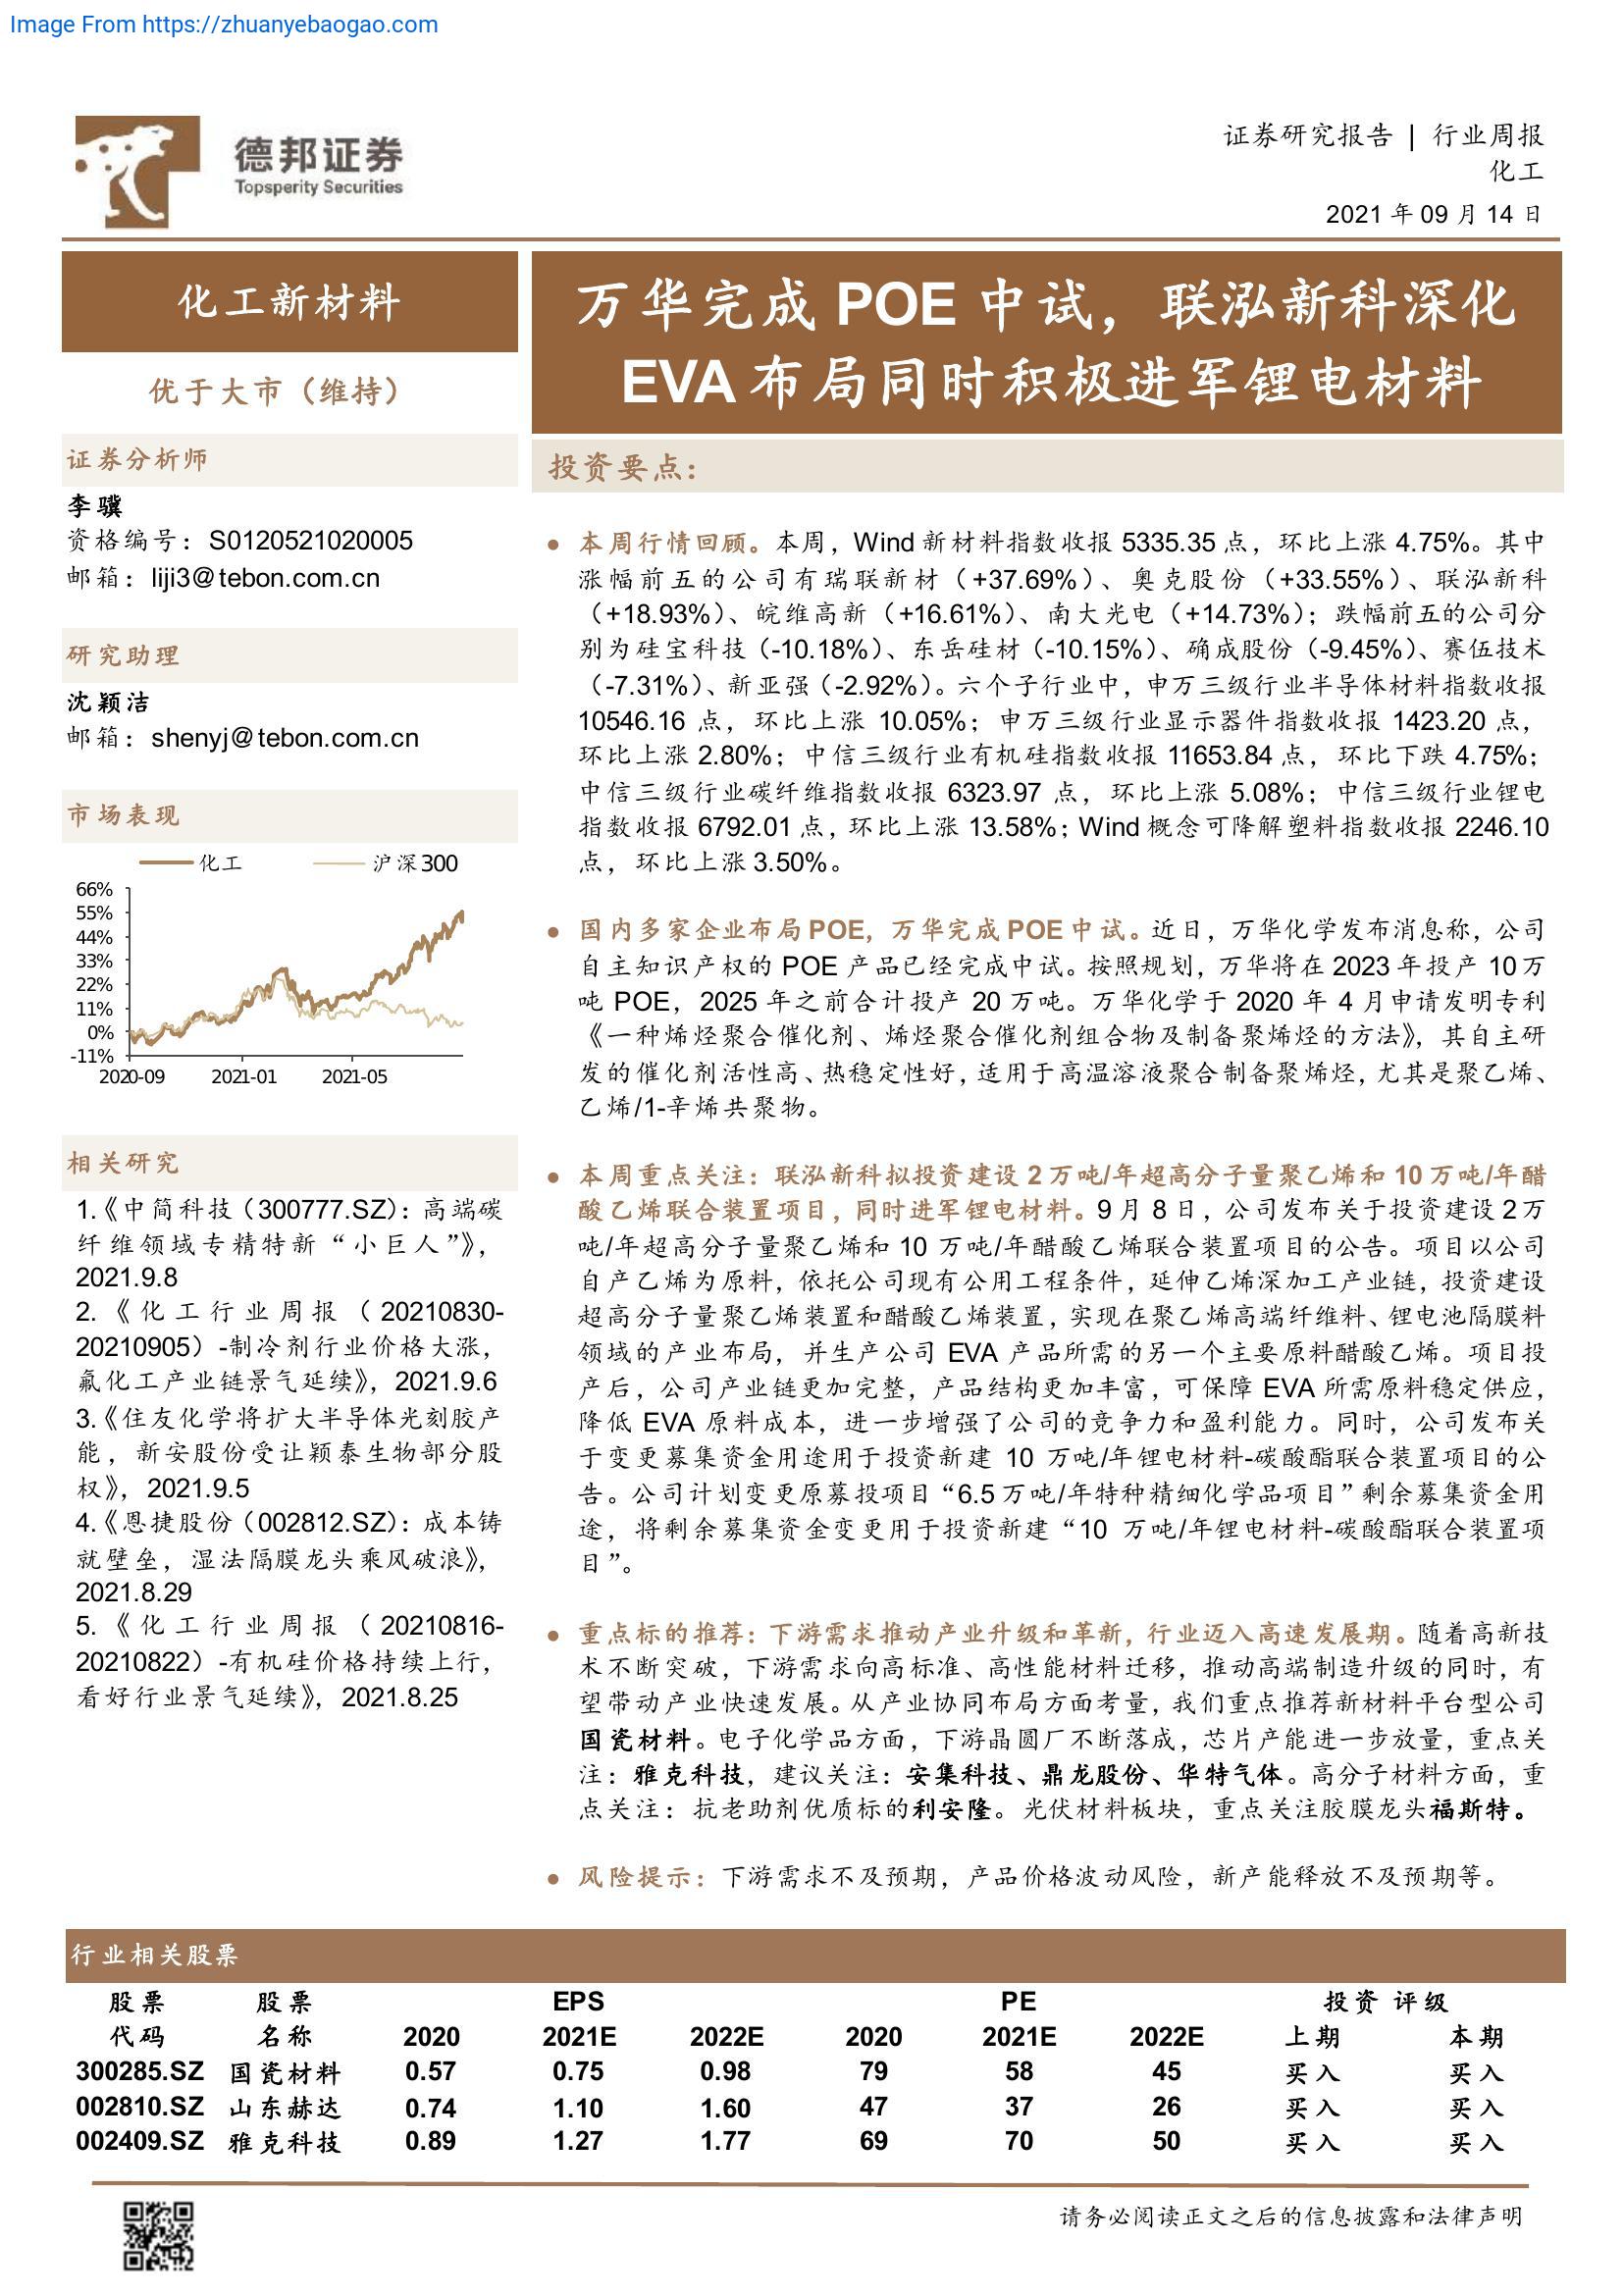 Image From https://zhuanyebaogao.com
德邦证券
Topsperity Securities
证券研究报告 | 行业周报
化工
2021 年 09 月 14 日
化工新材料
优于大市（维持）
证券分析师
李骥
资格编号：S0120521020005
邮箱：liji3@tebon.com.cn
研究助理
沈颖洁
邮箱：shenyj@tebon.com.cn
市场表现
化工 沪深300
66%
55%
44%
33%
22%
11%
0%
-11%
2020-09 2021-01 2021-05
相关研究
1.《中简科技（300777.SZ）：高端碳
纤维领域专精特新“小巨人”》，
2021.9.8
2.《化工行业周报（20210830-
20210905）-制冷剂行业价格大涨，
氟化工产业链景气延续》，2021.9.6
3.《住友化学将扩大半导体光刻胶产
能，新安股份受让颖泰生物部分股
权》，2021.9.5
4.《恩捷股份（002812.SZ）：成本铸
就壁垒，湿法隔膜龙头乘风破浪》，
2021.8.29
5.《化工行业周报（20210816-
20210822）-有机硅价格持续上行，
看好行业景气延续》，2021.8.25
万华完成 POE 中试，联泓新科深化
EVA 布局同时积极进军锂电材料
投资要点：
● 本周行情回顾。本周，Wind 新材料指数收报 5335.35 点，环比上涨 4.75%。其中
涨幅前五的公司有瑞联新材（+37.69%）、奥克股份（+33.55%）、联泓新科
（+18.93%）、皖维高新（+16.61%）、南大光电（+14.73%）；跌幅前五的公司分
别为硅宝科技（-10.18%）、东岳硅材（-10.15%）、确成股份（-9.45%）、赛伍技术
（-7.31%）、新亚强（-2.92%）。六个子行业中，申万三级行业半导体材料指数收报
10546.16 点，环比上涨 10.05%；申万三级行业显示器件指数收报 1423.20 点，
环比上涨 2.80%；中信三级行业有机硅指数收报 11653.84 点，环比下跌 4.75%；
中信三级行业碳纤维指数收报 6323.97 点，环比上涨 5.08%；中信三级行业锂电
指数收报 6792.01 点，环比上涨 13.58%；Wind 概念可降解塑料指数收报 2246.10
点，环比上涨 3.50%。
● 国内多家企业布局 POE，万华完成 POE 中试。近日，万华化学发布消息称，公司
自主知识产权的 POE 产品已经完成中试。按照规划，万华将在 2023 年投产 10 万
吨 POE，2025 年之前合计投产 20 万吨。万华化学于 2020 年 4 月申请发明专利
《一种烯烃聚合催化剂、烯烃聚合催化剂组合物及制备聚烯烃的方法》，其自主研
发的催化剂活性高、热稳定性好，适用于高温溶液聚合制备聚烯烃，尤其是聚乙烯、
乙烯/1-辛烯共聚物。
● 本周重点关注：联泓新科拟投资建设 2 万吨/年超高分子量聚乙烯和 10 万吨/年醋
酸乙烯联合装置项目，同时进军锂电材料。9 月 8 日，公司发布关于投资建设 2 万
吨/年超高分子量聚乙烯和 10 万吨/年醋酸乙烯联合装置项目的公告。项目以公司
自产乙烯为原料，依托公司现有公用工程条件，延伸乙烯深加工产业链，投资建设
超高分子量聚乙烯装置和醋酸乙烯装置，实现在聚乙烯高端纤维料、锂电池隔膜料
领域的产业布局，并生产公司 EVA 产品所需的另一个主要原料醋酸乙烯。项目投
产后，公司产业链更加完整，产品结构更加丰富，可保障 EVA 所需原料稳定供应，
降低 EVA 原料成本，进一步增强了公司的竞争力和盈利能力。同时，公司发布关
于变更募集资金用途用于投资新建 10 万吨/年锂电材料-碳酸酯联合装置项目的公
告。公司计划变更原募投项目“6.5 万吨/年特种精细化学品项目”剩余募集资金用
途，将剩余募集资金变更用于投资新建“10 万吨/年锂电材料-碳酸酯联合装置项
目”。
● 重点标的推荐：下游需求推动产业升级和革新，行业迈入高速发展期。随着高新技
术不断突破，下游需求向高标准、高性能材料迁移，推动高端制造升级的同时，有
望带动产业快速发展。从产业协同布局方面考量，我们重点推荐新材料平台型公司
国瓷材料。电子化学品方面，下游晶圆厂不断落成，芯片产能进一步放量，重点关
注：雅克科技，建议关注：安集科技、鼎龙股份、华特气体。高分子材料方面，重
点关注：抗老助剂优质标的利安隆。光伏材料板块，重点关注胶膜龙头福斯特。
● 风险提示：下游需求不及预期，产品价格波动风险，新产能释放不及预期等。
行业相关股票
股票 股票 EPS PE 投资 评级
代码 名称 2020 2021E 2022E 2020 2021E 2022E 上期 本期
300285.SZ 国瓷材料 0.57 0.75 0.98 79 58 45 买入 买入
002810.SZ 山东赫达 0.74 1.10 1.60 47 37 26 买入 买入
002409.SZ 雅克科技 0.89 1.27 1.77 69 70 50 买入 买入
请务必阅读正文之后的信息披露和法律声明